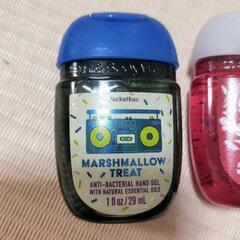 PocketBac
MARSHMALLOW
TREAT
ANTI-BACTERIAL HAND GEL
WITH NATURAL ESSENTIAL OILS
1 fl oz / 29 mL